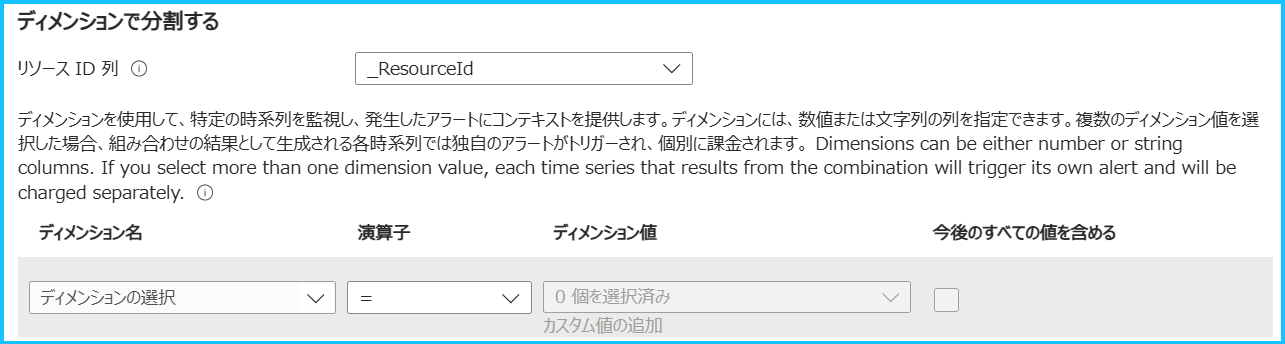 ディメンションで分割する
リソース ID 列
_ResourceId
ディメンションを使用して、特定の時系列を監視し、発生したアラートにコンテキストを提供します。ディメンションには、数値または文字列の列を指定できます。複数のディメンション値を選
択した場合、組み合わせの結果として生成される各時系列では独自のアラートがトリガーされ、個別に課金されます。 Dimensions can be either number or string
columns. If you select more than one dimension value, each time series that results from the combination will trigger its own alert and will be
charged separately.
ディメンション名 演算子 ディメンション値 今後のすべての値を含める
ディメンションの選択 = 0 個を選択済み
カスタム値の追加